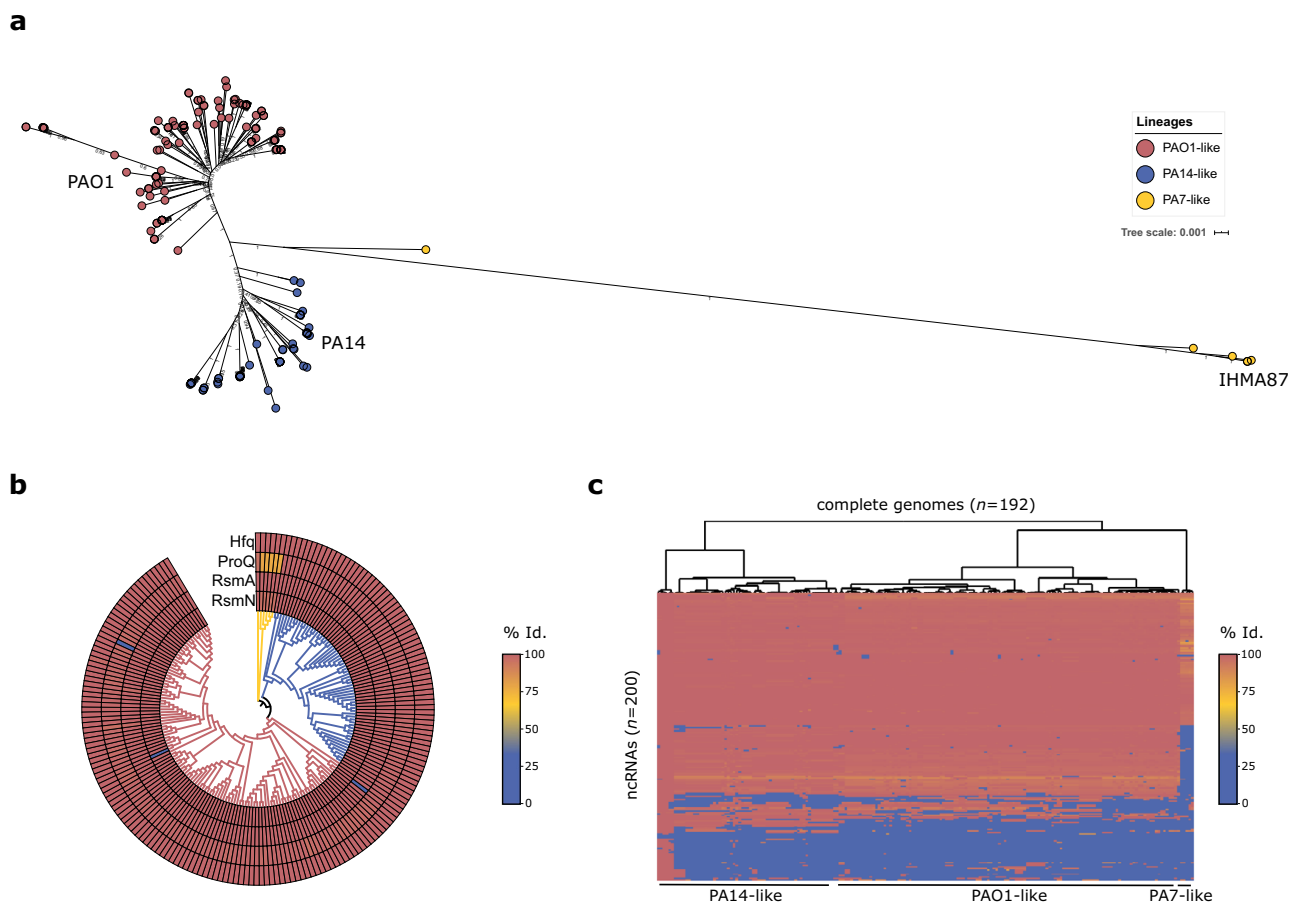 a
Lineages
PAO1-like
PA14-like
PA7-like
Tree scale: 0.001
PAO1
PA14
IHMA87
b
Hfq
ProQ
RsmA
RsmN
% Id.
100
75
50
25
0
c
complete genomes (n=192)
ncRNAs (n=200)
% Id.
100
75
50
25
0
PA14-like
PAO1-like
PA7-like